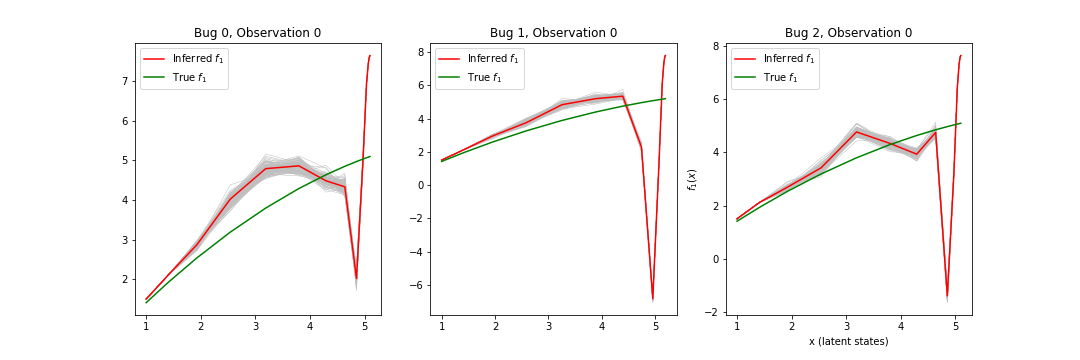 Bug 0, Observation 0
Inferred f₁
True f₁
7
6
5
4
3
2
1 2 3 4 5
Bug 1, Observation 0
Inferred f₁
True f₁
8
6
4
2
0
−2
−4
−6
1 2 3 4 5
Bug 2, Observation 0
Inferred f₁
True f₁
f₁(x)
8
6
4
2
0
−2
1 2 3 4 5
x (latent states)